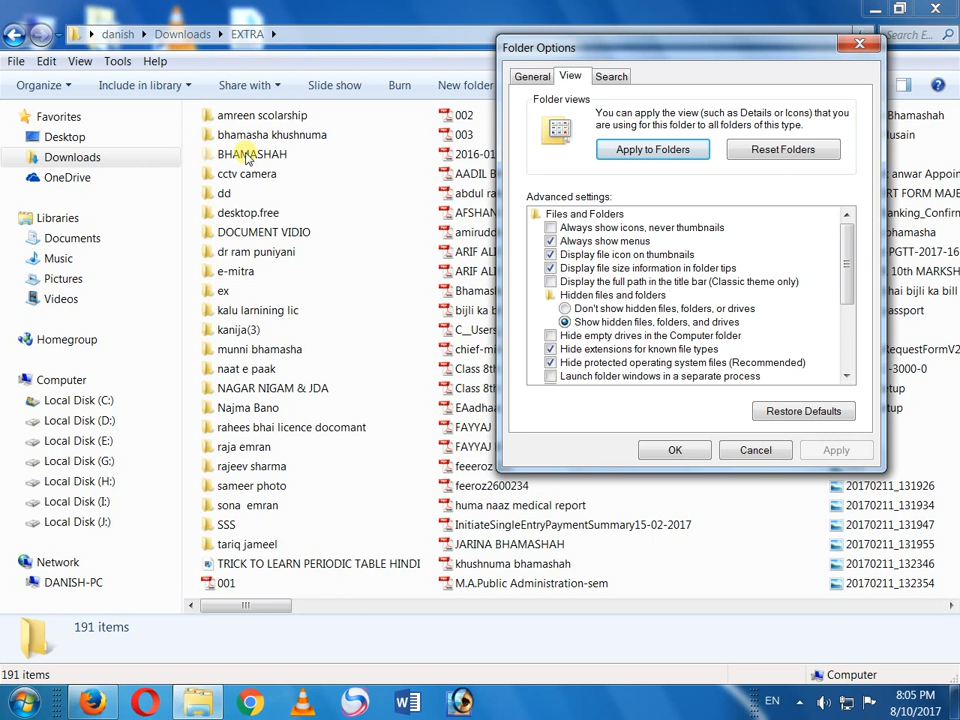 danish ▸ Downloads ▸ EXTRA ▸
Search E...
File Edit View Tools Help
Organize Include in library Share with Slide show Burn New folder
Favorites
Desktop
Downloads
OneDrive
Libraries
Documents
Music
Pictures
Videos
Homegroup
Computer
Local Disk (C:)
Local Disk (D:)
Local Disk (E:)
Local Disk (G:)
Local Disk (H:)
Local Disk (I:)
Local Disk (J:)
Network
DANISH-PC
amreen scolarship
bhamasha khushnuma
BHAMASHAH
cctv camera
dd
desktop.free
DOCUMENT VIDIO
dr ram puniyani
e-mitra
ex
kalu larnining lic
kanija(3)
munni bhamasha
naat e paak
NAGAR NIGAM & JDA
Najma Bano
rahees bhai licence docomant
raja emran
rajeev sharma
sameer photo
sona emran
SSS
tariq jameel
TRICK TO LEARN PERIODIC TABLE HINDI
001
002
003
2016-01
AADIL B
abdul ra
AFSHAN
amirudd
ARIF ALI
ARIF ALI
Bhamas
C__Users
chief-mi
Class 8th
Class 8th
EAadhaa
FAYYAJ
FAYYAJ
feeeroz
feeroz2600234
huma naaz medical report
InitiateSingleEntryPaymentSummary15-02-2017
JARINA BHAMASHAH
khushnuma bhamashah
M.A.Public Administration-sem
Bhamashah
usain
anwar Appoint
RT FORM MAJE
anking_Confirm
bhamasha
PGTT-2017-16
10th MARKSH
bijli ka bill
assport
equestFormV2
-3000-0
etup
etup
20170211_131926
20170211_131934
20170211_131947
20170211_131955
20170211_132346
20170211_132354
Folder Options
General View Search
Folder views
You can apply the view (such as Details or Icons) that you
are using for this folder to all folders of this type.
Apply to Folders Reset Folders
Advanced settings:
Files and Folders
Always show icons, never thumbnails
Always show menus
Display file icon on thumbnails
Display file size information in folder tips
Display the full path in the title bar (Classic theme only)
Hidden files and folders
Don't show hidden files, folders, or drives
Show hidden files, folders, and drives
Hide empty drives in the Computer folder
Hide extensions for known file types
Hide protected operating system files (Recommended)
Launch folder windows in a separate process
Restore Defaults
OK Cancel Apply
191 items
191 items
Computer
EN
8:05 PM
8/10/2017